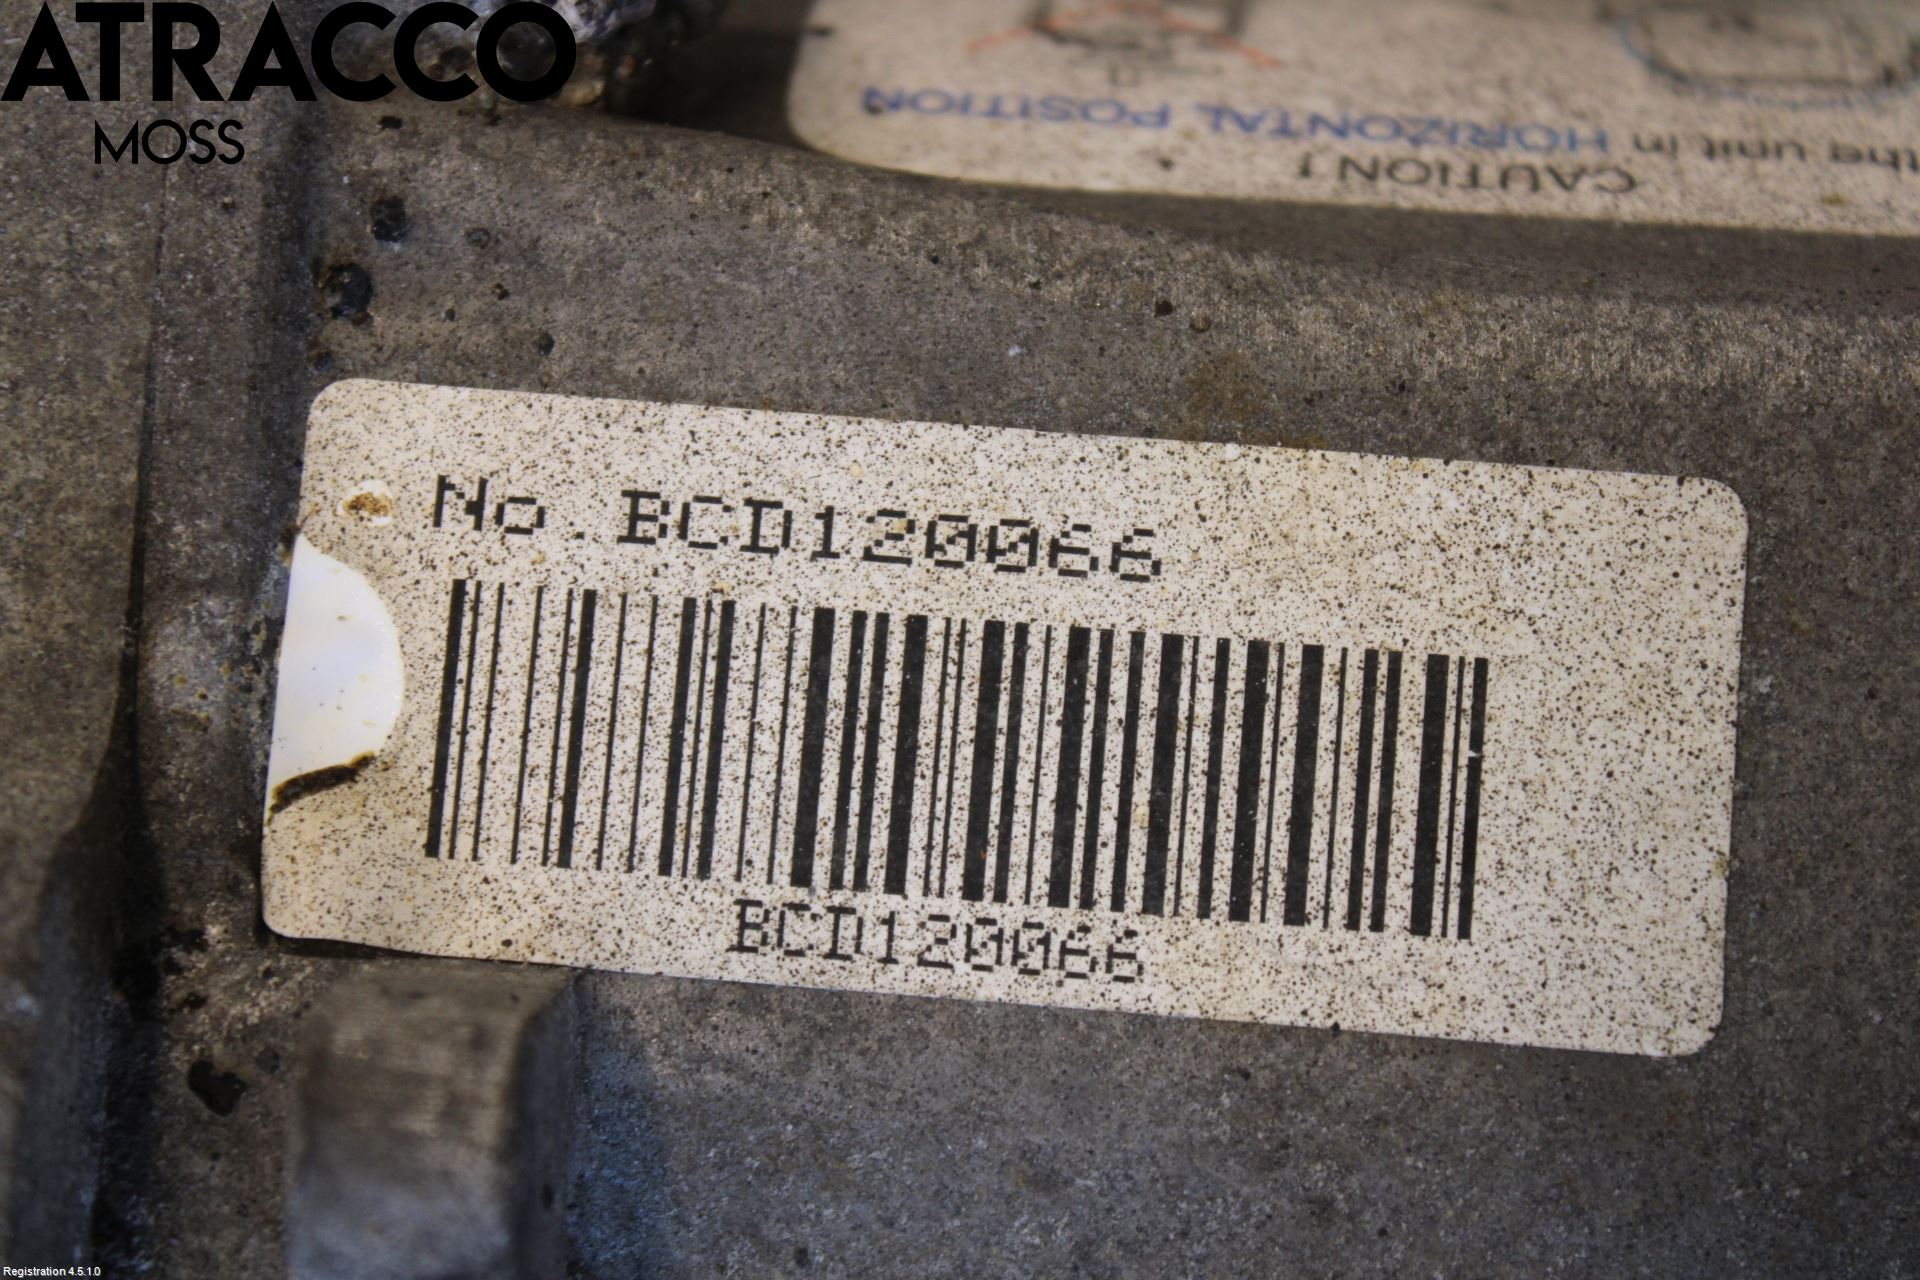 ATRACCO
MOSS
CAUTION!
the unit in HORIZONTAL POSITION
No.BCD120066
BCD120066
Registration 4.5.1.0